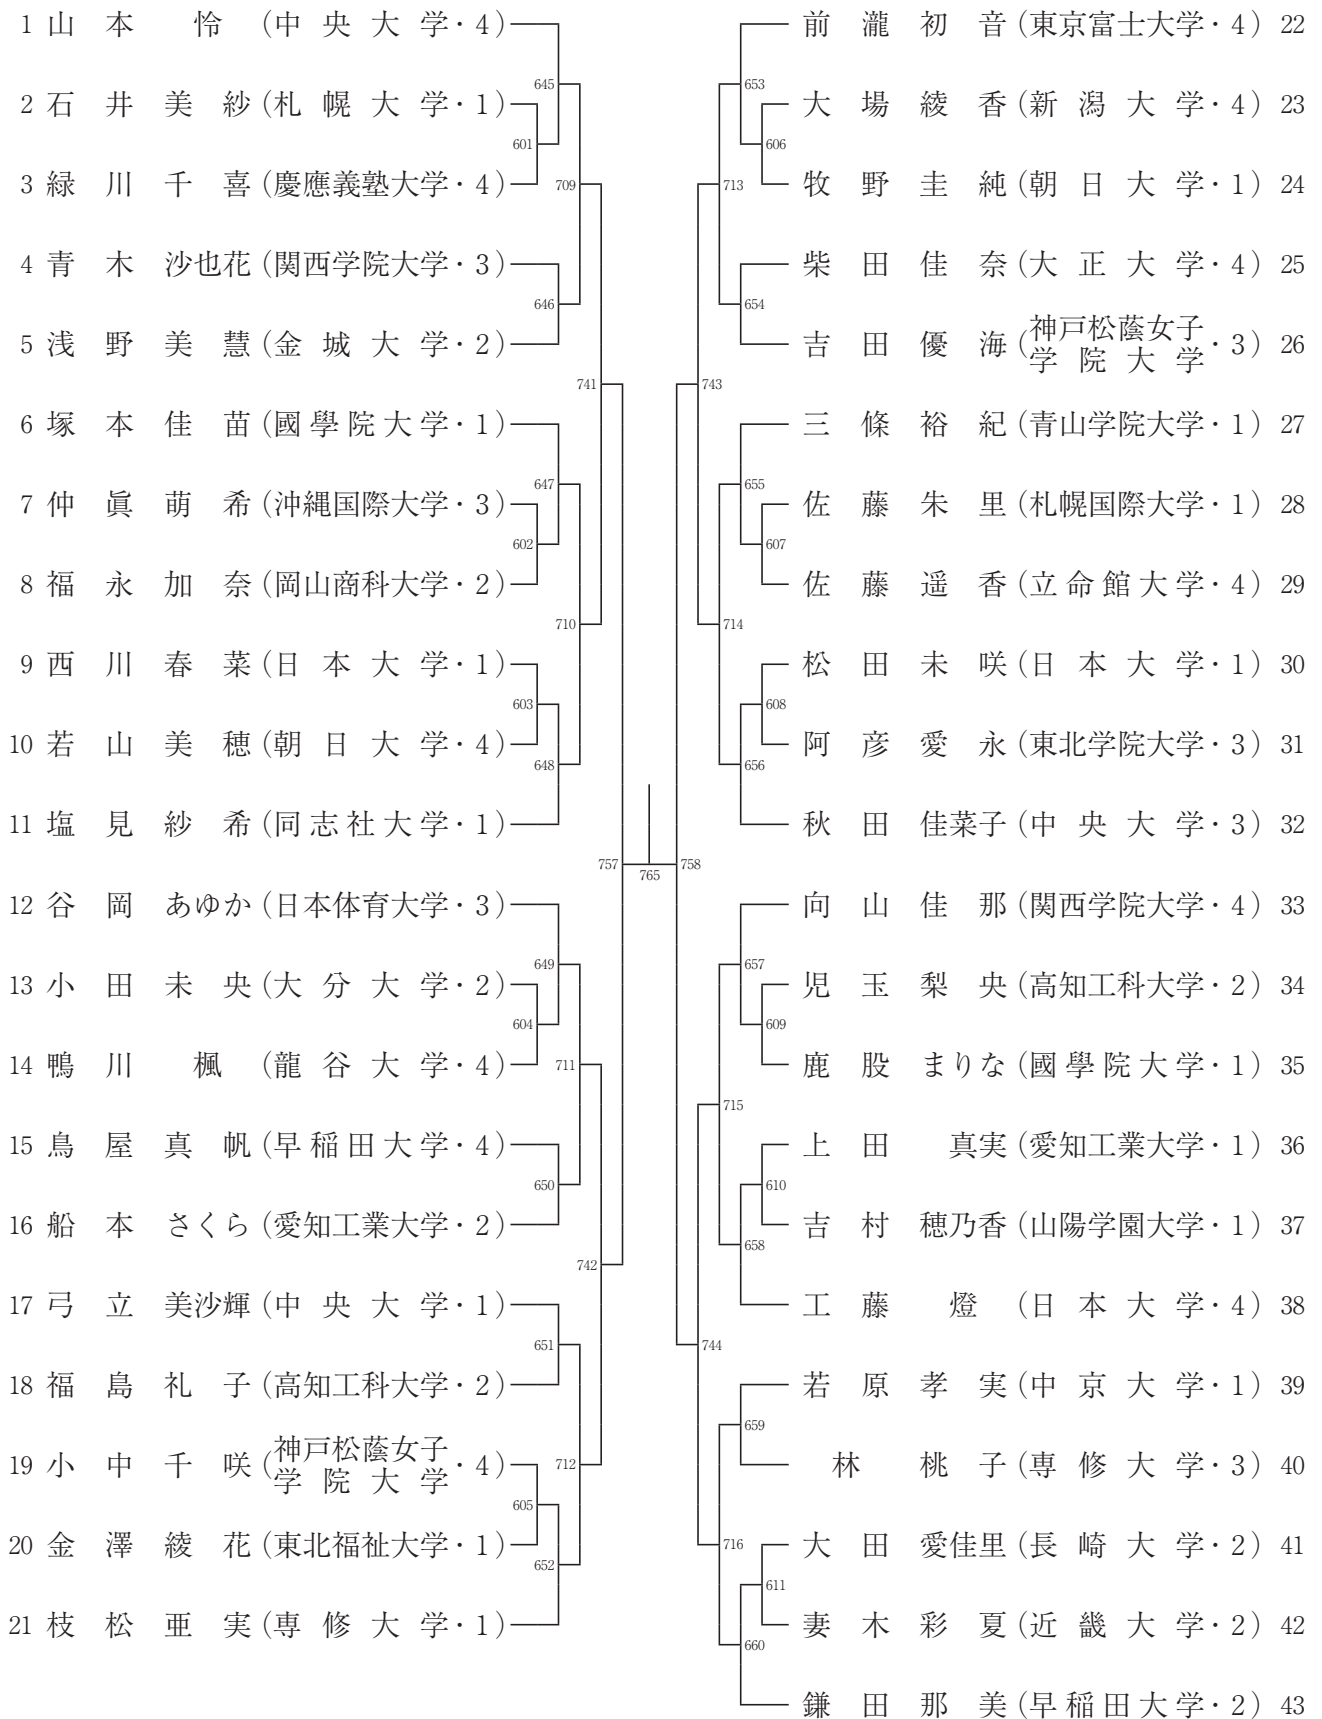 1 山本 怜 (中央大学・4)
2 石井美紗 (札幌大学・1)
3 緑川千喜 (慶應義塾大学・4)
4 青木沙也花 (関西学院大学・3)
5 浅野美慧 (金城大学・2)
6 塚本佳苗 (國學院大学・1)
7 仲眞萌希 (沖縄国際大学・3)
8 福永加奈 (岡山商科大学・2)
9 西川春菜 (日本大学・1)
10 若山美穂 (朝日大学・4)
11 塩見紗希 (同志社大学・1)
12 谷岡あゆか (日本体育大学・3)
13 小田未央 (大分大学・2)
14 鴨川 楓 (龍谷大学・4)
15 鳥屋真帆 (早稲田大学・4)
16 船本さくら (愛知工業大学・2)
17 弓立美沙輝 (中央大学・1)
18 福島礼子 (高知工科大学・2)
19 小中千咲 (神戸松蔭女子学院大学・4)
20 金澤綾花 (東北福祉大学・1)
21 枝松亜実 (専修大学・1)
645
601
709
646
741
647
602
710
603
648
757
649
604
711
650
742
651
712
605
652
765
653
606
713
654
743
655
607
714
608
656
758
657
609
715
610
658
744
659
716
611
660
前瀧初音 (東京富士大学・4) 22
大場綾香 (新潟大学・4) 23
牧野圭純 (朝日大学・1) 24
柴田佳奈 (大正大学・4) 25
吉田優海 (神戸松蔭女子学院大学・3) 26
三條裕紀 (青山学院大学・1) 27
佐藤朱里 (札幌国際大学・1) 28
佐藤遥香 (立命館大学・4) 29
松田未咲 (日本大学・1) 30
阿彦愛永 (東北学院大学・3) 31
秋田佳菜子 (中央大学・3) 32
向山佳那 (関西学院大学・4) 33
児玉梨央 (高知工科大学・2) 34
鹿股まりな (國學院大学・1) 35
上田 真実 (愛知工業大学・1) 36
吉村穂乃香 (山陽学園大学・1) 37
工藤 燈 (日本大学・4) 38
若原孝実 (中京大学・1) 39
林 桃子 (専修大学・3) 40
大田愛佳里 (長崎大学・2) 41
妻木彩夏 (近畿大学・2) 42
鎌田那美 (早稲田大学・2) 43